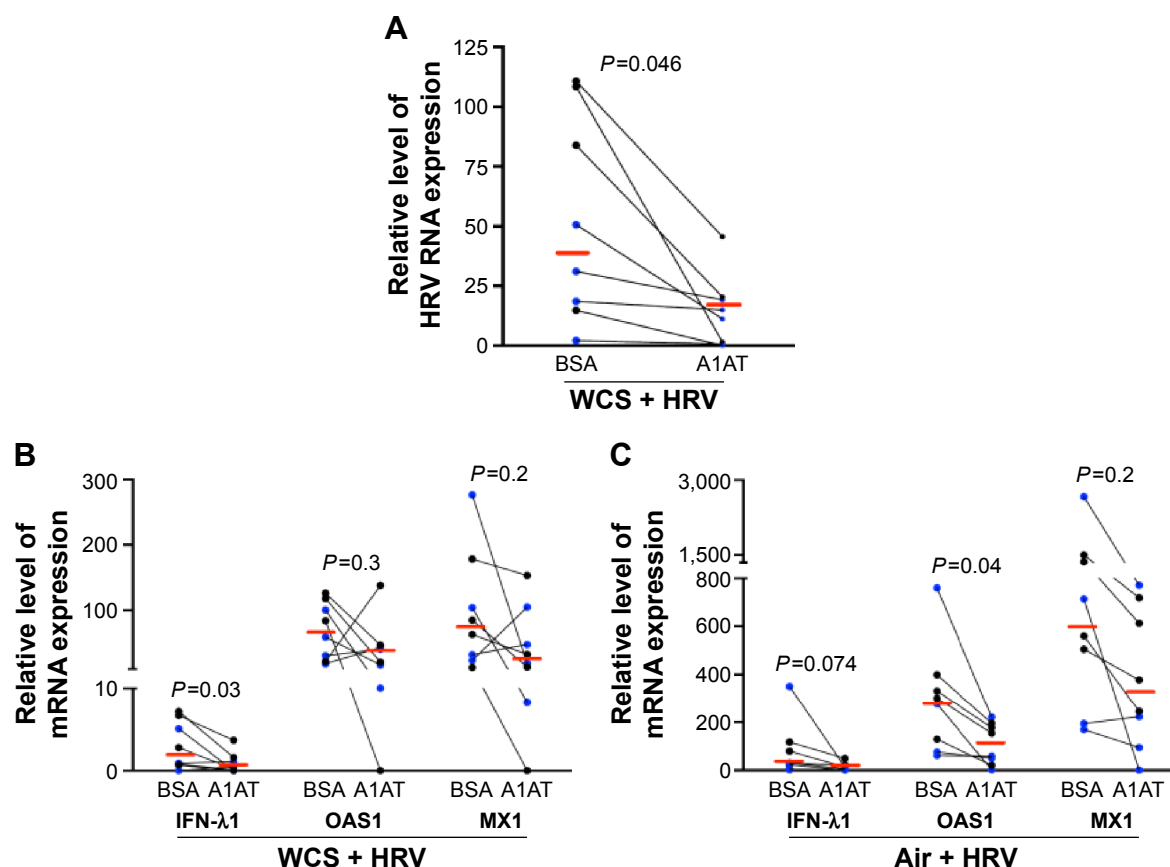 A
P=0.046
Relative level of
HRV RNA expression
125
100
75
50
25
0
BSA A1AT
WCS + HRV
B
Relative level of
mRNA expression
300
200
100
10
0
P=0.03
P=0.3
P=0.2
BSA A1AT BSA A1AT BSA A1AT
IFN-λ1 OAS1 MX1
WCS + HRV
C
Relative level of
mRNA expression
3,000
1,500
800
600
400
200
0
P=0.074
P=0.04
P=0.2
BSA A1AT BSA A1AT BSA A1AT
IFN-λ1 OAS1 MX1
Air + HRV